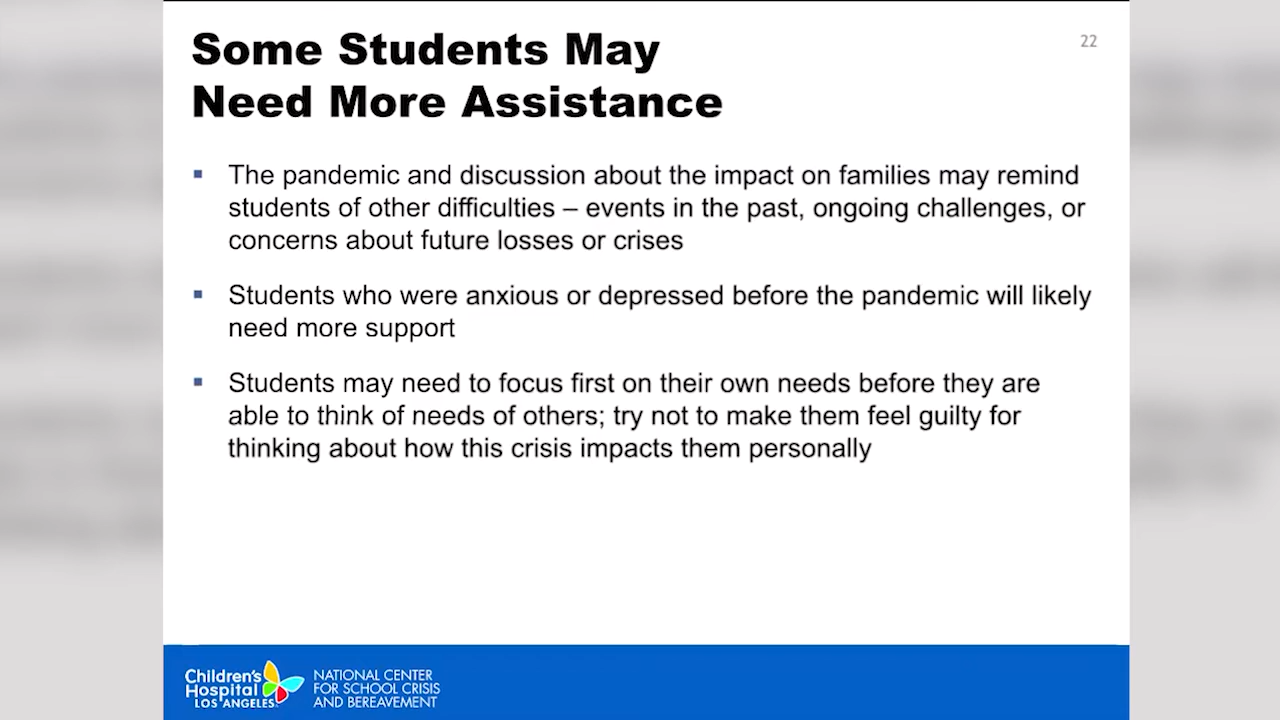 Some Students May
Need More Assistance
22
▪ The pandemic and discussion about the impact on families may remind
students of other difficulties – events in the past, ongoing challenges, or
concerns about future losses or crises
▪ Students who were anxious or depressed before the pandemic will likely
need more support
▪ Students may need to focus first on their own needs before they are
able to think of needs of others; try not to make them feel guilty for
thinking about how this crisis impacts them personally
Children's
Hospital
LOS ANGELES
NATIONAL CENTER
FOR SCHOOL CRISIS
AND BEREAVEMENT